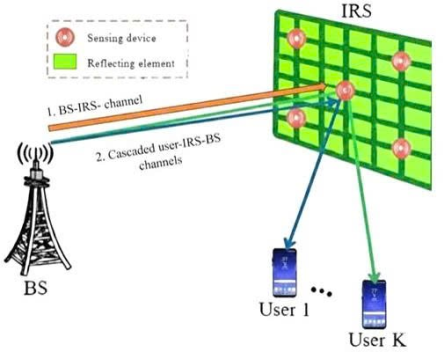 IRS
Sensing device
Reflecting element
1. BS-IRS- channel
2. Cascaded user-IRS-BS
channels
BS
User 1
User K